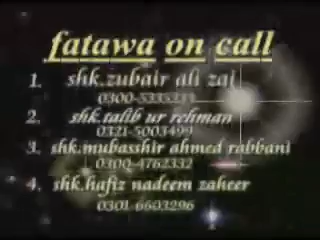 fatawa on call
1. shk.zubair ali zai
0300-5335233
2. shk.talib ur rehman
0321-5003499
3 shk.mubasshir ahmed rabbani
0300-4762332
4. shk.hafiz nadeem zaheer
0301-6603296